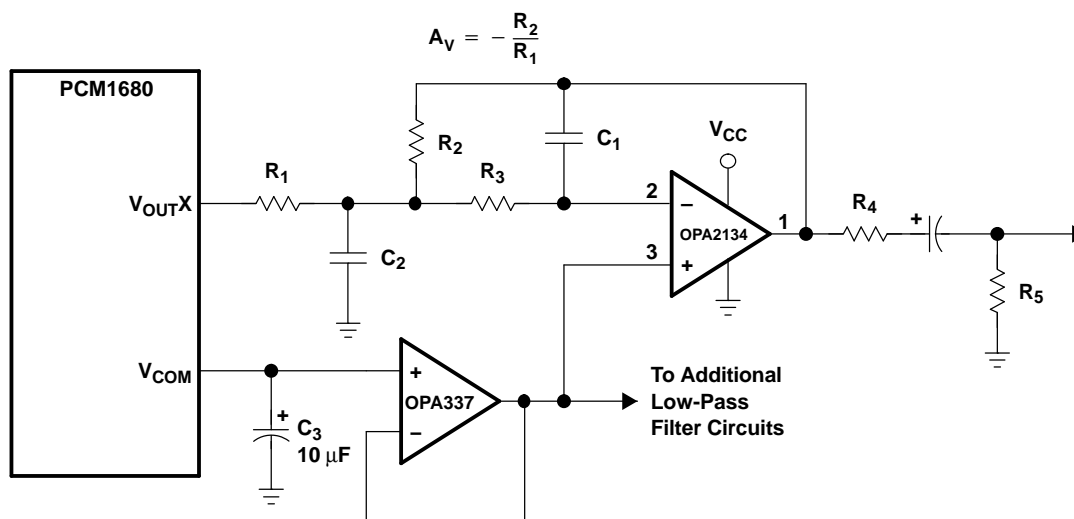 A_V = − R_2 / R_1
PCM1680
V_OUTX
V_COM
R_1
R_2
R_3
C_1
C_2
V_CC
2
−
3
+
OPA2134
1
R_4
+
R_5
+
C_3
10 μF
+
OPA337
−
To Additional
Low-Pass
Filter Circuits